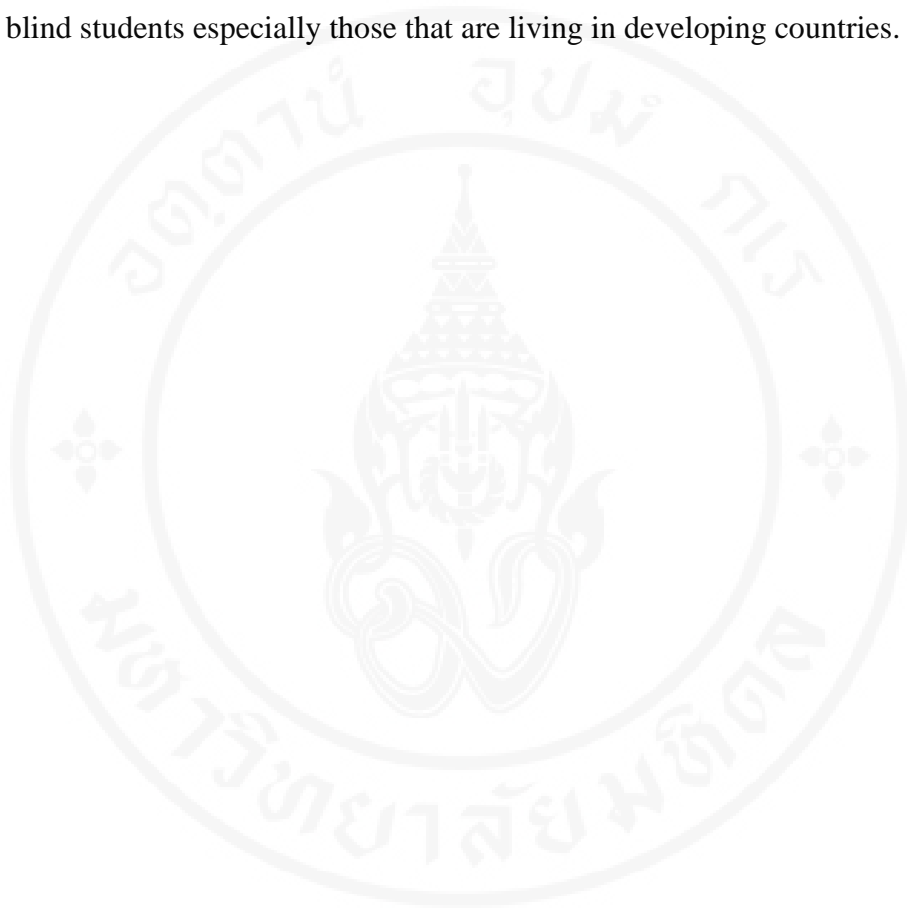 blind students especially those that are living in developing countries.
อตฺตานํ อุปมํ กเร
มหาวิทยาลัยมหิดล